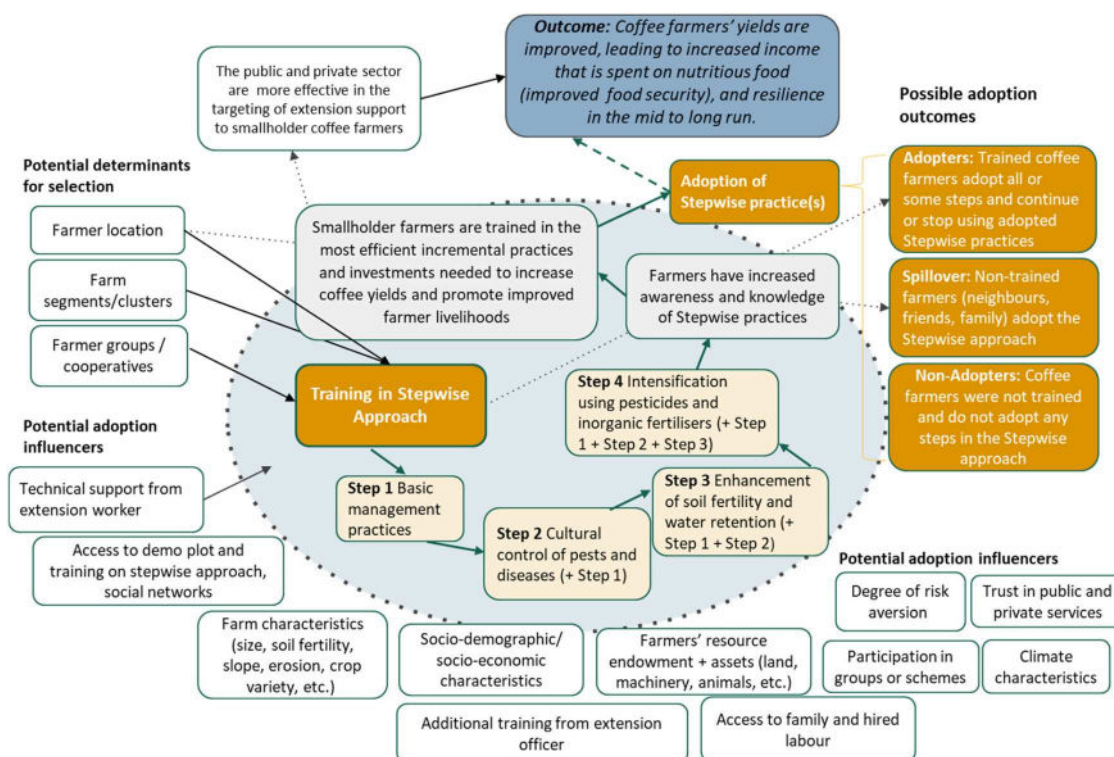 The public and private sector
are more effective in the
targeting of extension support
to smallholder coffee farmers
Outcome: Coffee farmers' yields are
improved, leading to increased income
that is spent on nutritious food
(improved food security), and resilience
in the mid to long run.
Possible adoption
outcomes
Potential determinants
for selection
Farmer location
Farm
segments/clusters
Farmer groups /
cooperatives
Smallholder farmers are trained in the
most efficient incremental practices
and investments needed to increase
coffee yields and promote improved
farmer livelihoods
Adoption of
Stepwise practice(s)
Farmers have increased
awareness and knowledge
of Stepwise practices
Adopters: Trained coffee
farmers adopt all or
some steps and continue
or stop using adopted
Stepwise practices
Spillover: Non-trained
farmers (neighbours,
friends, family) adopt the
Stepwise approach
Non-Adopters: Coffee
farmers were not trained
and do not adopt any
steps in the Stepwise
approach
Training in Stepwise
Approach
Step 1 Basic
management
practices
Step 2 Cultural
control of pests and
diseases (+ Step 1)
Step 3 Enhancement
of soil fertility and
water retention (+
Step 1 + Step 2)
Step 4 Intensification
using pesticides and
inorganic fertilisers (+ Step
1 + Step 2 + Step 3)
Potential adoption
influencers
Technical support from
extension worker
Access to demo plot and
training on stepwise approach,
social networks
Farm characteristics
(size, soil fertility,
slope, erosion, crop
variety, etc.)
Socio-demographic/
socio-economic
characteristics
Farmers' resource
endowment + assets (land,
machinery, animals, etc.)
Additional training from extension
officer
Access to family and hired
labour
Potential adoption influencers
Degree of risk
aversion
Trust in public and
private services
Participation in
groups or schemes
Climate
characteristics